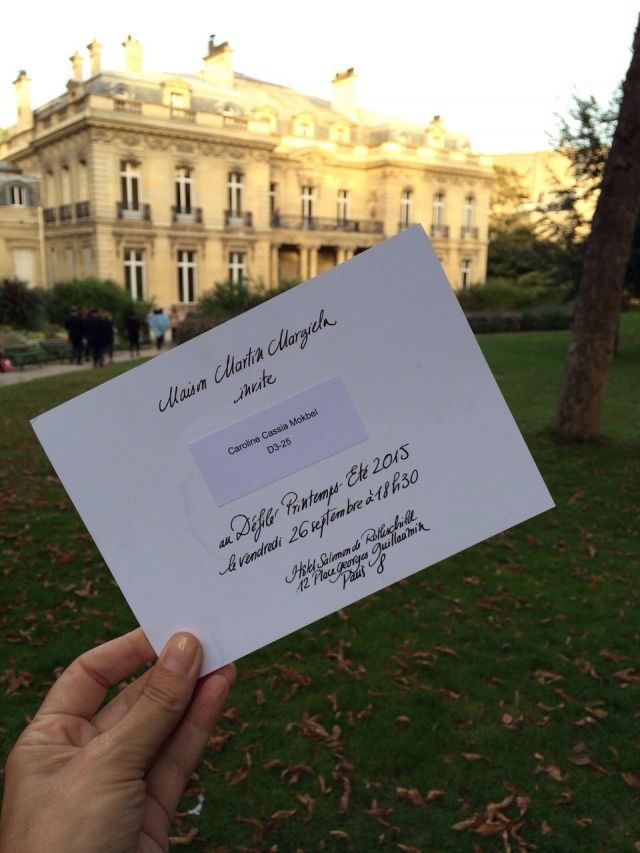 Maison Martin Margiela
invite
Caroline Cassia Mokbel
D3-25
au Défilé Printemps-Eté 2015
le vendredi 26 septembre à 18h30
Hôtel Salomon de Rothschild
12 Place georges guillaumin
Paris 8